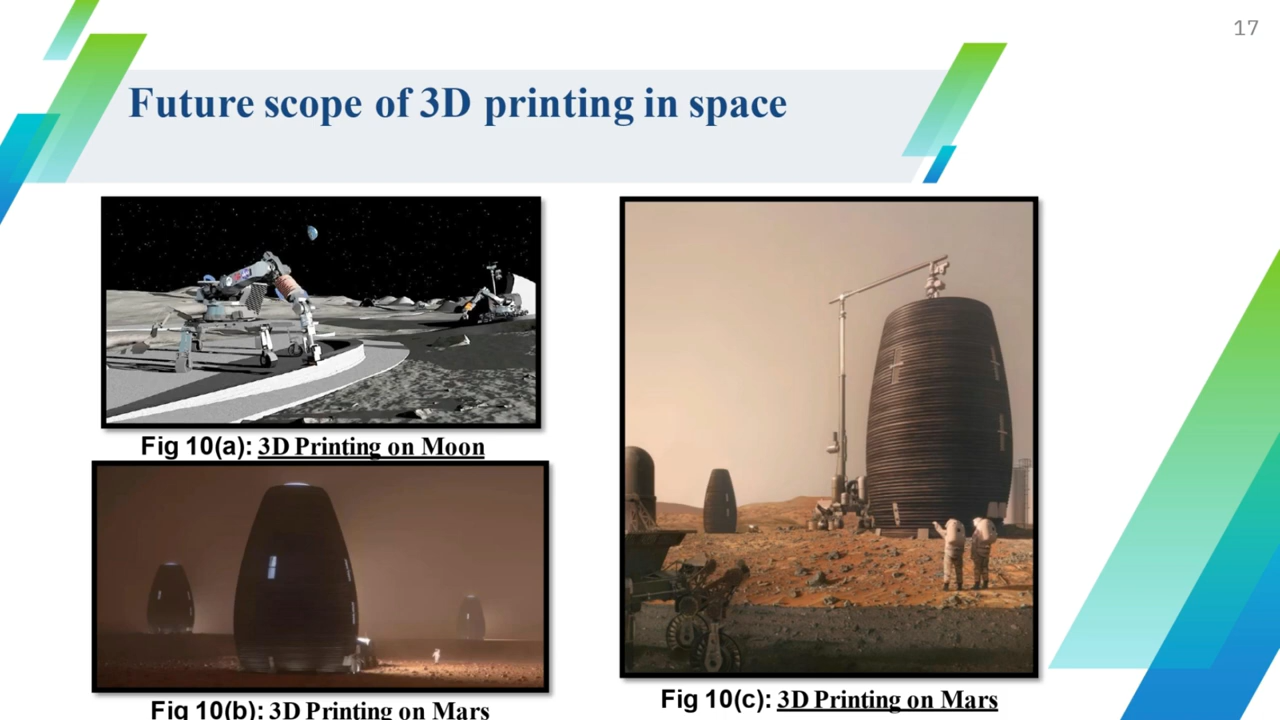 17
Future scope of 3D printing in space
Fig 10(a): 3D Printing on Moon
Fig 10(b): 3D Printing on Mars
Fig 10(c): 3D Printing on Mars